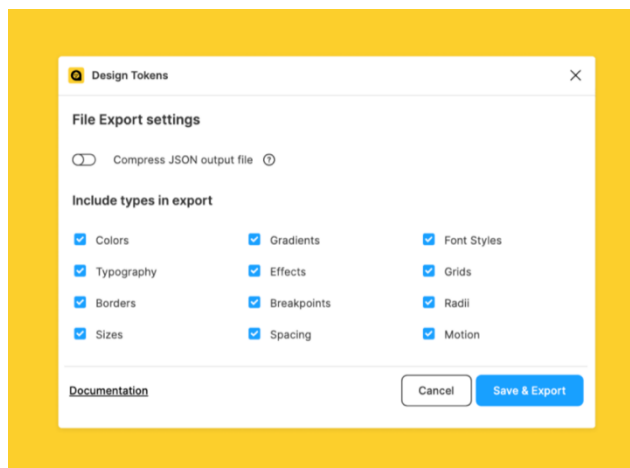 Design Tokens
File Export settings
Compress JSON output file ?
Include types in export
Colors Gradients Font Styles
Typography Effects Grids
Borders Breakpoints Radii
Sizes Spacing Motion
Documentation Cancel Save & Export